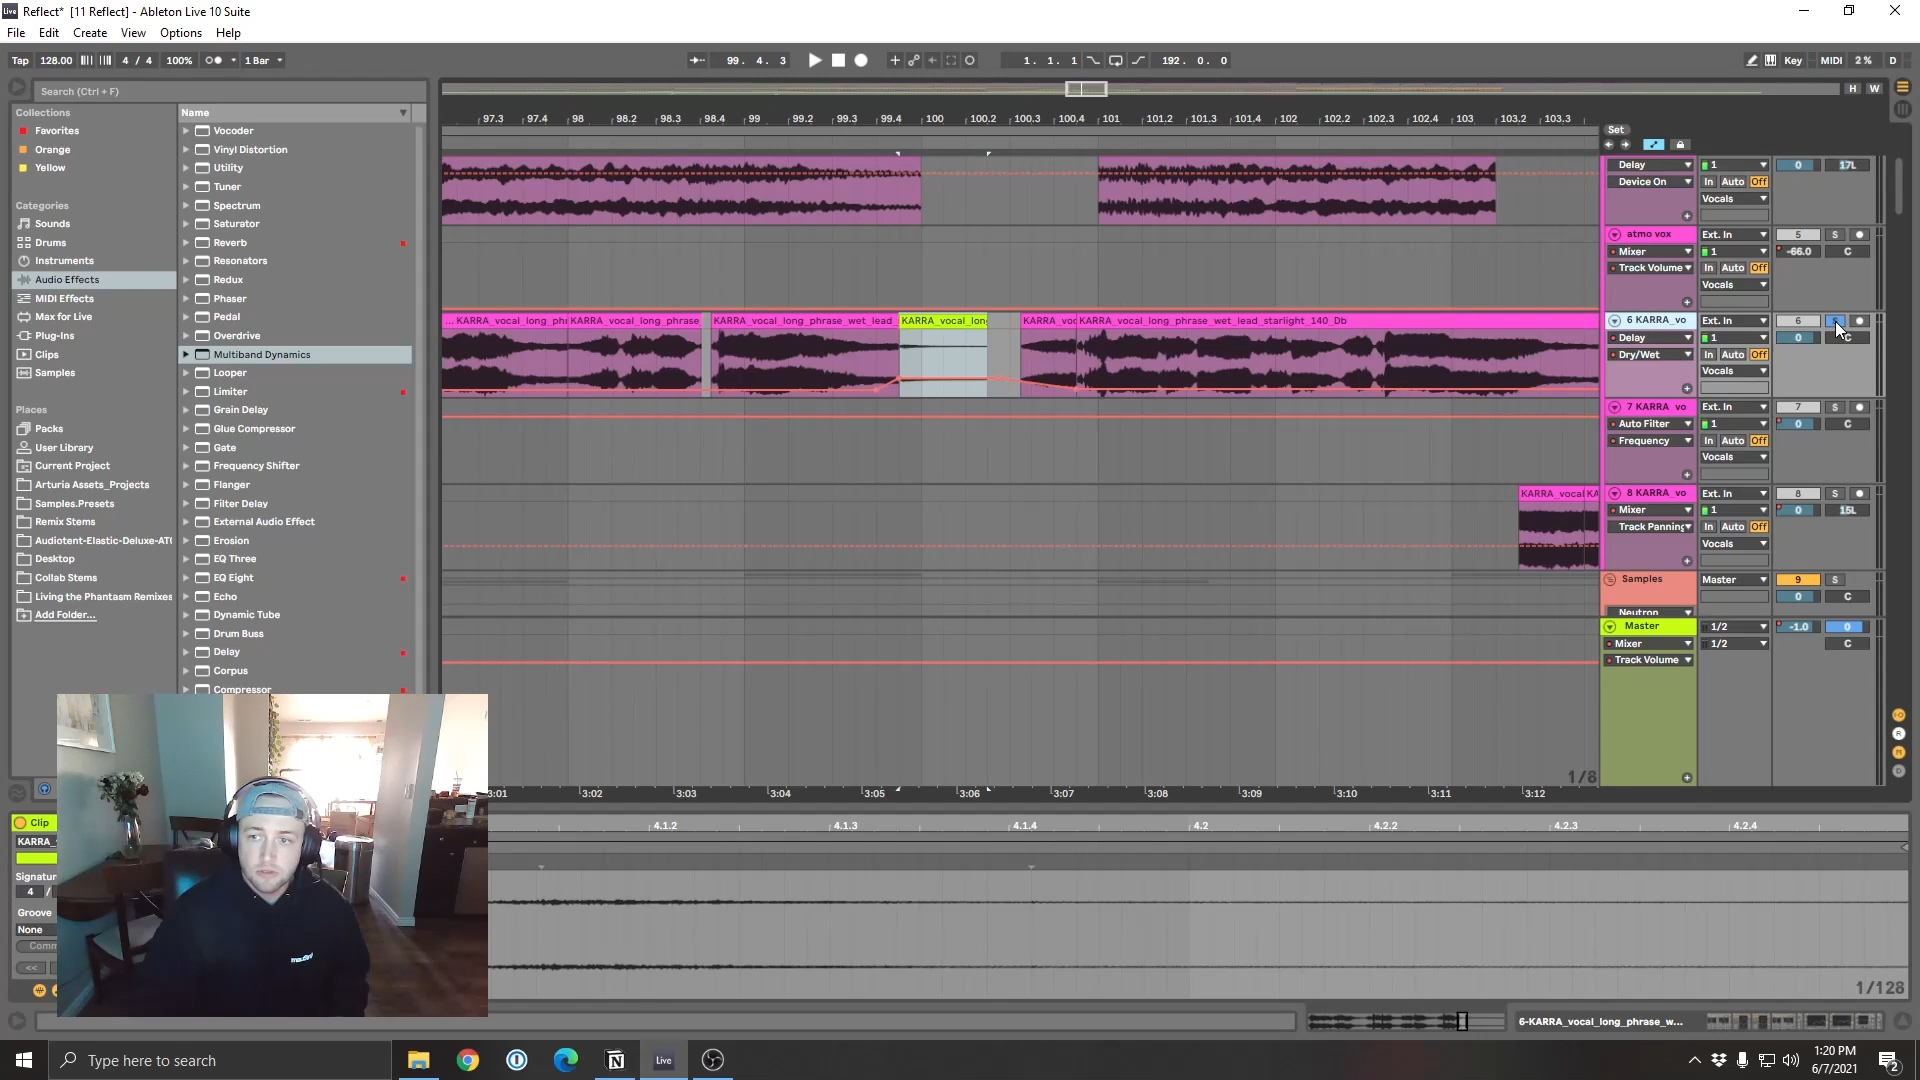 Reflect* [11 Reflect] - Ableton Live 10 Suite
File Edit Create View Options Help
Tap 128.00 4 / 4 100% 1 Bar 99. 4. 3 1. 1. 1 192. 0. 0 Key MIDI 2 % D
Search (Ctrl + F)
H W
Collections
Favorites
Orange
Yellow
Categories
Sounds
Drums
Instruments
Audio Effects
MIDI Effects
Max for Live
Plug-Ins
Clips
Samples
Places
Packs
User Library
Current Project
Arturia Assets_Projects
Samples.Presets
Remix Stems
Audiotent-Elastic-Deluxe-AT
Desktop
Collab Stems
Living the Phantasm Remixes
Add Folder...
Name
Vocoder
Vinyl Distortion
Utility
Tuner
Spectrum
Saturator
Reverb
Resonators
Redux
Phaser
Pedal
Overdrive
Multiband Dynamics
Looper
Limiter
Grain Delay
Glue Compressor
Gate
Frequency Shifter
Flanger
Filter Delay
External Audio Effect
Erosion
EQ Three
EQ Eight
Echo
Dynamic Tube
Drum Buss
Delay
Corpus
Compressor
97.3 97.4 98 98.2 98.3 98.4 99 99.2 99.3 99.4 100 100.2 100.3 100.4 101 101.2 101.3 101.4 102 102.2 102.3 102.4 103 103.2 103.3
Set
Delay 1 0 17L
Device On In Auto Off
Vocals
atmo vox Ext. In 5 S
Mixer 1 -66.0 C
Track Volume In Auto Off
Vocals
... KARRA_vocal_long_phr KARRA_vocal_long_phrase KARRA_vocal_long_phrase_wet_lead_ KARRA_vocal_lon KARRA_voc KARRA_vocal_long_phrase_wet_lead_starlight_140_Db
6 KARRA_vo Ext. In 6 S
Delay 1 0 C
Dry/Wet In Auto Off
Vocals
7 KARRA_vo Ext. In 7 S
Auto Filter 1 0 C
Frequency In Auto Off
Vocals
KARRA_vocal KA
8 KARRA_vo Ext. In 8 S
Mixer 1 0 15L
Track Panning In Auto Off
Vocals
Samples Master 9 S
0 C
Neutron
Master 1/2 -1.0 0
Mixer 1/2 C
Track Volume
1/8
3:01 3:02 3:03 3:04 3:05 3:06 3:07 3:08 3:09 3:10 3:11 3:12
R
M
D
Clip
KARRA_
Signatur
4 /
Groove
None
Comm
<<
4.1.2 4.1.3 4.1.4 4.2 4.2.2 4.2.3 4.2.4
1/128
6-KARRA_vocal_long_phrase_w...
Type here to search
Live
1:20 PM
6/7/2021
2